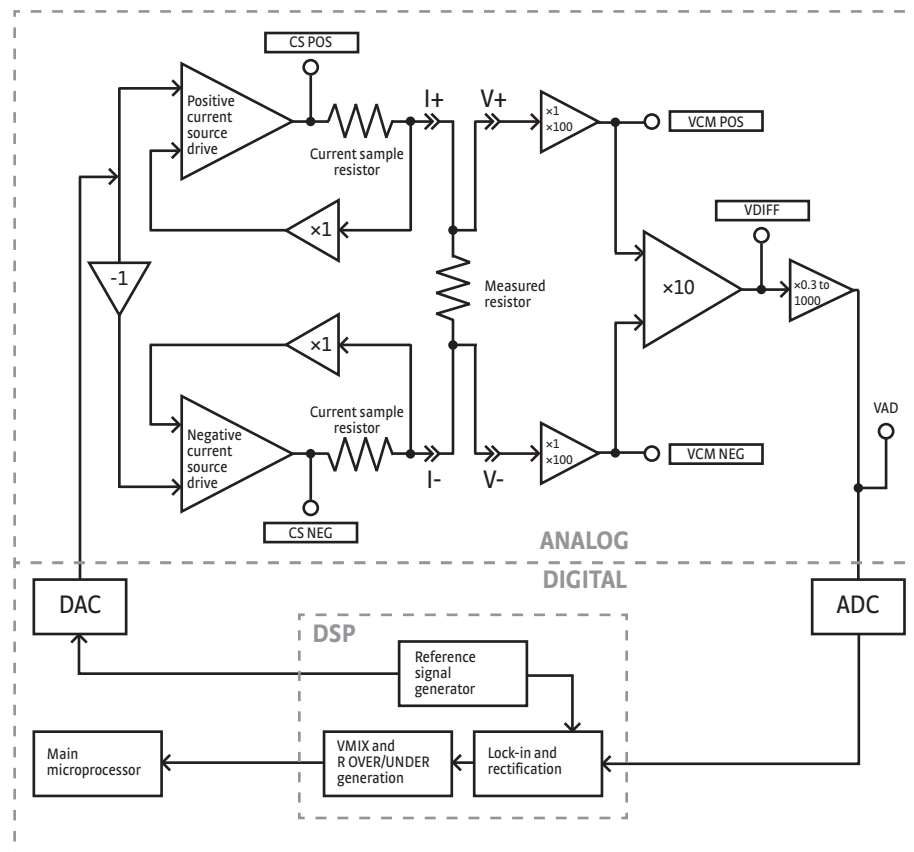 CS POS
Positive
current
source
drive
Current sample
resistor
I+
V+
×1
×100
VCM POS
×1
VDIFF
-1
Measured
resistor
×10
×0.3 to
1000
×1
Negative
current
source
drive
Current sample
resistor
I-
V-
×1
×100
VCM NEG
VAD
CS NEG
ANALOG
DIGITAL
DAC
ADC
DSP
Reference
signal
generator
Main
microprocessor
VMIX and
R OVER/UNDER
generation
Lock-in and
rectification